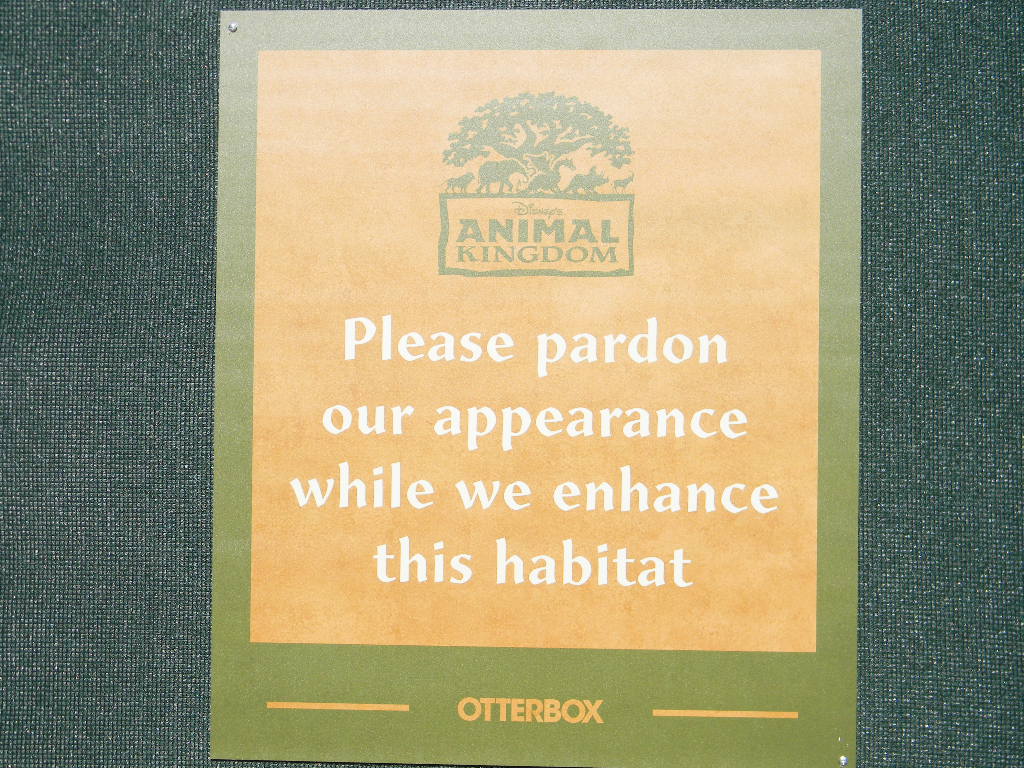 Disney's
ANIMAL
KINGDOM
Please pardon
our appearance
while we enhance
this habitat
OTTERBOX